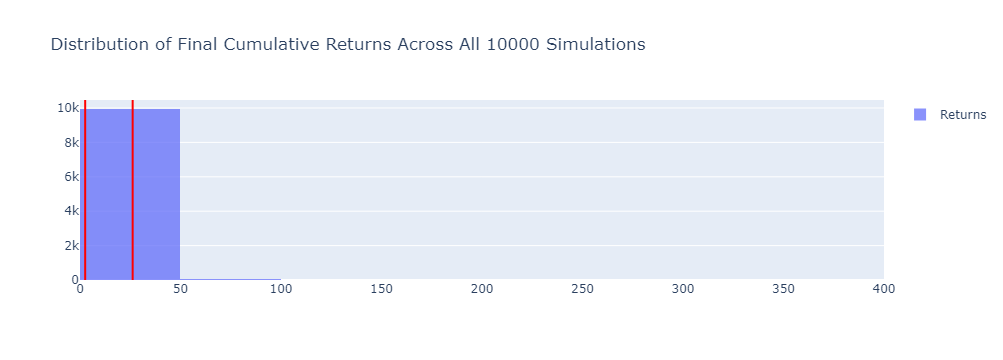 Distribution of Final Cumulative Returns Across All 10000 Simulations
10k
8k
6k
4k
2k
0
0 50 100 150 200 250 300 350 400
Returns